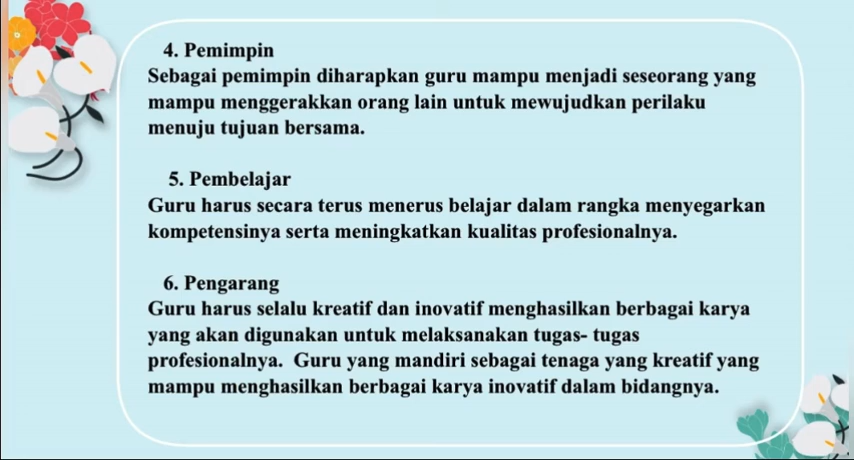 4. Pemimpin
Sebagai pemimpin diharapkan guru mampu menjadi seseorang yang
mampu menggerakkan orang lain untuk mewujudkan perilaku
menuju tujuan bersama.
5. Pembelajar
Guru harus secara terus menerus belajar dalam rangka menyegarkan
kompetensinya serta meningkatkan kualitas profesionalnya.
6. Pengarang
Guru harus selalu kreatif dan inovatif menghasilkan berbagai karya
yang akan digunakan untuk melaksanakan tugas- tugas
profesionalnya. Guru yang mandiri sebagai tenaga yang kreatif yang
mampu menghasilkan berbagai karya inovatif dalam bidangnya.